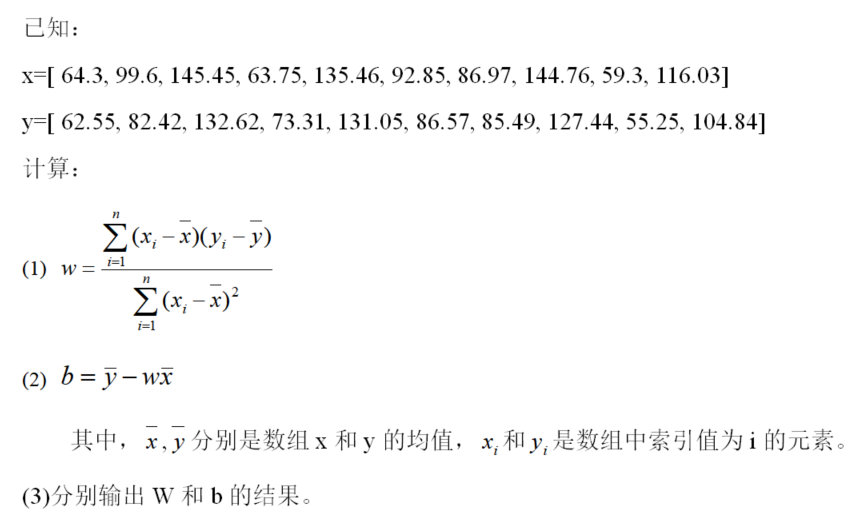 已知：
x=[ 64.3, 99.6, 145.45, 63.75, 135.46, 92.85, 86.97, 144.76, 59.3, 116.03]
y=[ 62.55, 82.42, 132.62, 73.31, 131.05, 86.57, 85.49, 127.44, 55.25, 104.84]
计算：
(1) w = \frac{\sum_{i=1}^{n}(x_i-\bar{x})(y_i-\bar{y})}{\sum_{i=1}^{n}(x_i-\bar{x})^2}
(2) b = \bar{y} - w\bar{x}
其中，\bar{x},\bar{y} 分别是数组 x 和 y 的均值，x_i 和 y_i 是数组中索引值为 i 的元素。
(3)分别输出 W 和 b 的结果。